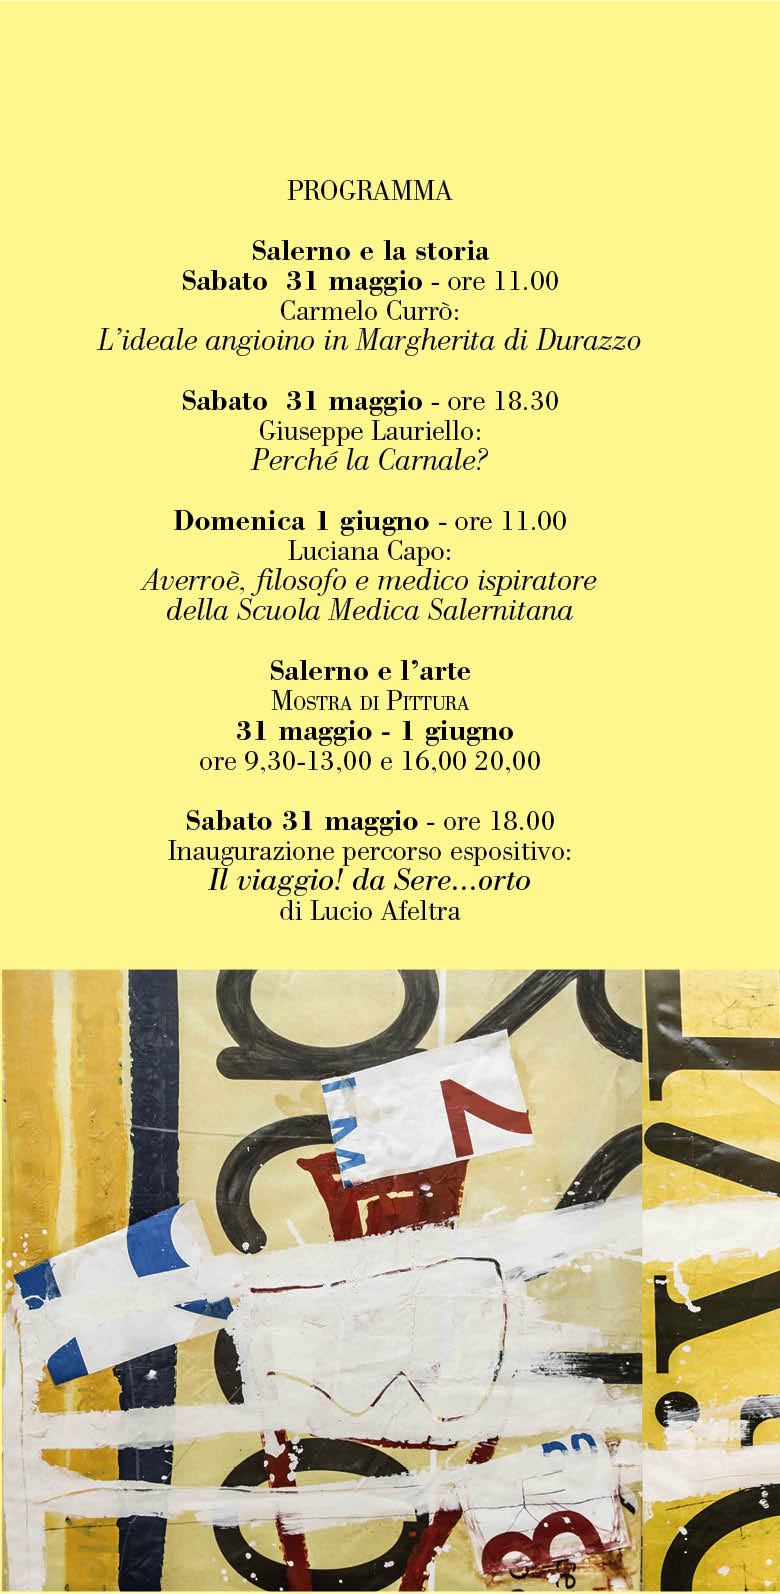 PROGRAMMA
Salerno e la storia
Sabato 31 maggio - ore 11.00
Carmelo Currò:
L'ideale angioino in Margherita di Durazzo
Sabato 31 maggio - ore 18.30
Giuseppe Lauriello:
Perché la Carnale?
Domenica 1 giugno - ore 11.00
Luciana Capo:
Averroè, filosofo e medico ispiratore
della Scuola Medica Salernitana
Salerno e l'arte
Mostra di Pittura
31 maggio - 1 giugno
ore 9,30-13,00 e 16,00 20,00
Sabato 31 maggio - ore 18.00
Inaugurazione percorso espositivo:
Il viaggio! da Sere...orto
di Lucio Afeltra